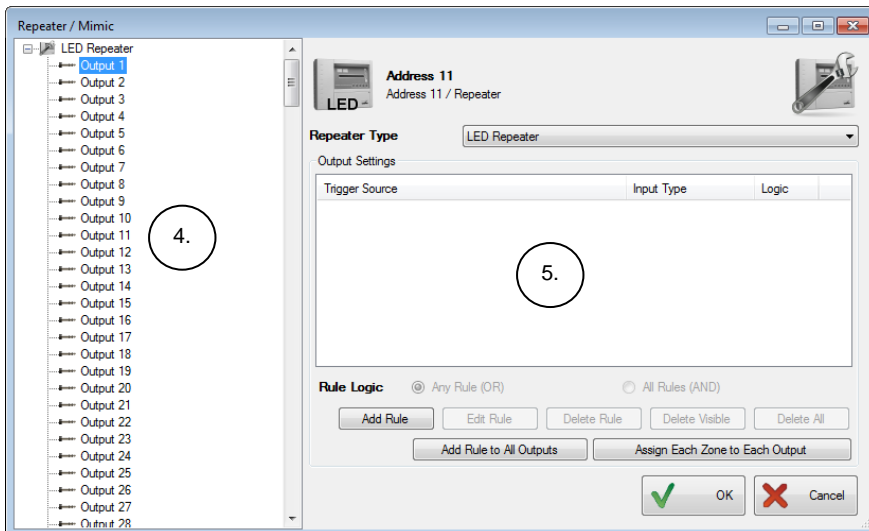 Repeater / Mimic
LED Repeater
Output 1
Output 2
Output 3
Output 4
Output 5
Output 6
Output 7
Output 8
Output 9
Output 10
Output 11
Output 12
Output 13
Output 14
Output 15
Output 16
Output 17
Output 18
Output 19
Output 20
Output 21
Output 22
Output 23
Output 24
Output 25
Output 26
Output 27
Output 28
4.
LED
Address 11
Address 11 / Repeater
Repeater Type LED Repeater
Output Settings
Trigger Source Input Type Logic
5.
Rule Logic Any Rule (OR) All Rules (AND)
Add Rule Edit Rule Delete Rule Delete Visible Delete All
Add Rule to All Outputs Assign Each Zone to Each Output
OK Cancel